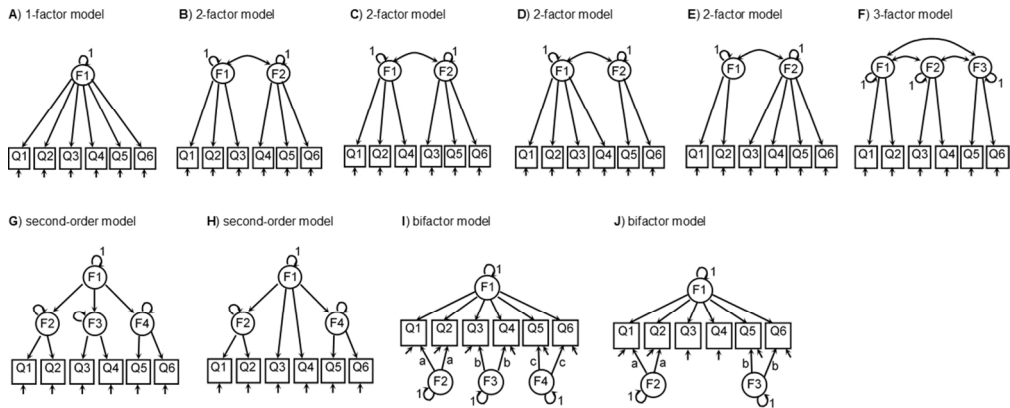 A) 1-factor model
B) 2-factor model
C) 2-factor model
D) 2-factor model
E) 2-factor model
F) 3-factor model
1
F1
Q1 Q2 Q3 Q4 Q5 Q6
1 1
F1 F2
Q1 Q2 Q3 Q4 Q5 Q6
1 1
F1 F2
Q1 Q2 Q4 Q3 Q5 Q6
1 1
F1 F2
Q1 Q2 Q3 Q4 Q5 Q6
1 1
F1 F2
Q1 Q2 Q3 Q4 Q5 Q6
F1 F2 F3
1 1 1
Q1 Q2 Q3 Q4 Q5 Q6
G) second-order model
H) second-order model
I) bifactor model
J) bifactor model
1
F1
F2 F3 F4
Q1 Q2 Q3 Q4 Q5 Q6
1
F1
F2 F4
Q1 Q2 Q3 Q4 Q5 Q6
1
F1
Q1 Q2 Q3 Q4 Q5 Q6
a a b b c c
F2 F3 F4
1 1 1
1
F1
Q1 Q2 Q3 Q4 Q5 Q6
a a b b
F2 F3
1 1